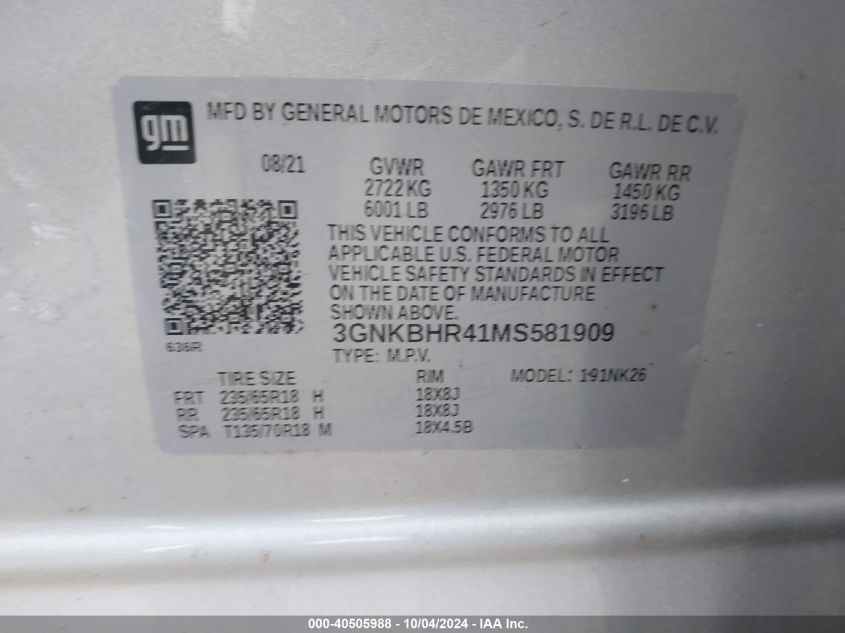 gm
MFD BY GENERAL MOTORS DE MEXICO, S. DE R.L. DE C.V.
08/21 GVWR GAWR FRT GAWR RR
2722 KG 1350 KG 1450 KG
6001 LB 2976 LB 3196 LB
THIS VEHICLE CONFORMS TO ALL
APPLICABLE U.S. FEDERAL MOTOR
VEHICLE SAFETY STANDARDS IN EFFECT
ON THE DATE OF MANUFACTURE
SHOWN ABOVE.
636R 3GNKBHR41MS581909
TYPE: M.P.V.
TIRE SIZE RIM MODEL: 191NK26
FRT 235/65R18 H 18X8J
RR 235/65R18 H 18X8J
SPA T135/70R18 M 18X4.5B
000-40505988 - 10/04/2024 - IAA Inc.